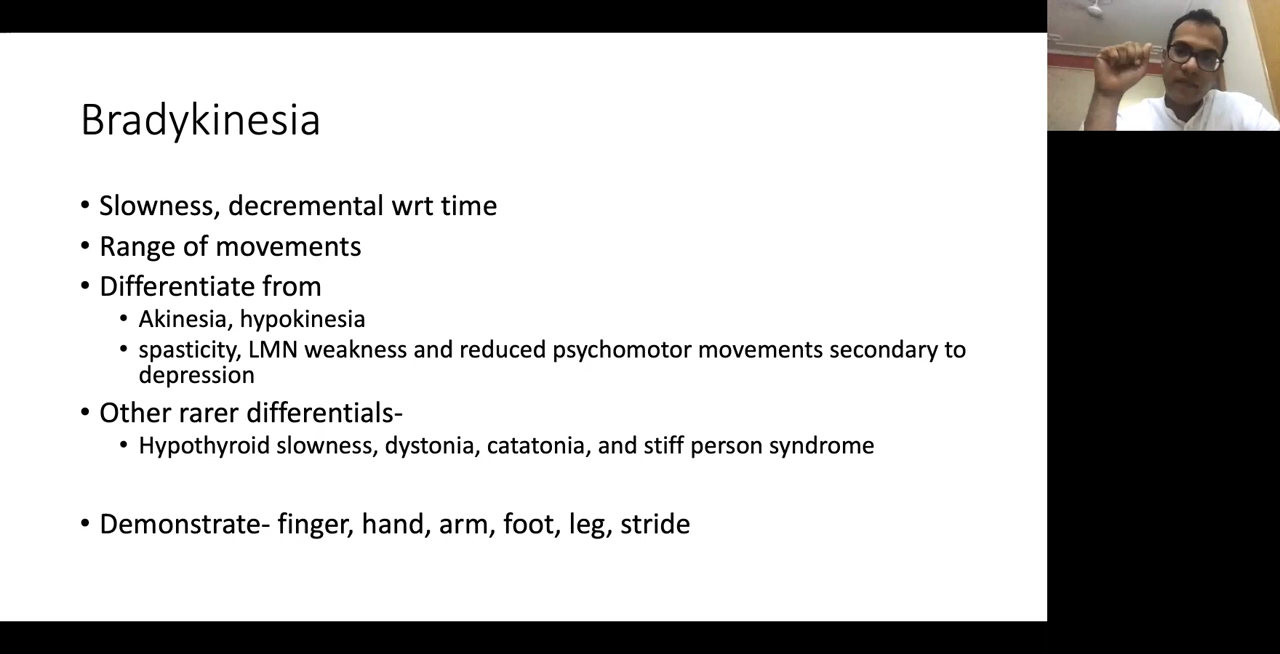 Bradykinesia
• Slowness, decremental wrt time
• Range of movements
• Differentiate from
• Akinesia, hypokinesia
• spasticity, LMN weakness and reduced psychomotor movements secondary to
depression
• Other rarer differentials-
• Hypothyroid slowness, dystonia, catatonia, and stiff person syndrome
• Demonstrate- finger, hand, arm, foot, leg, stride